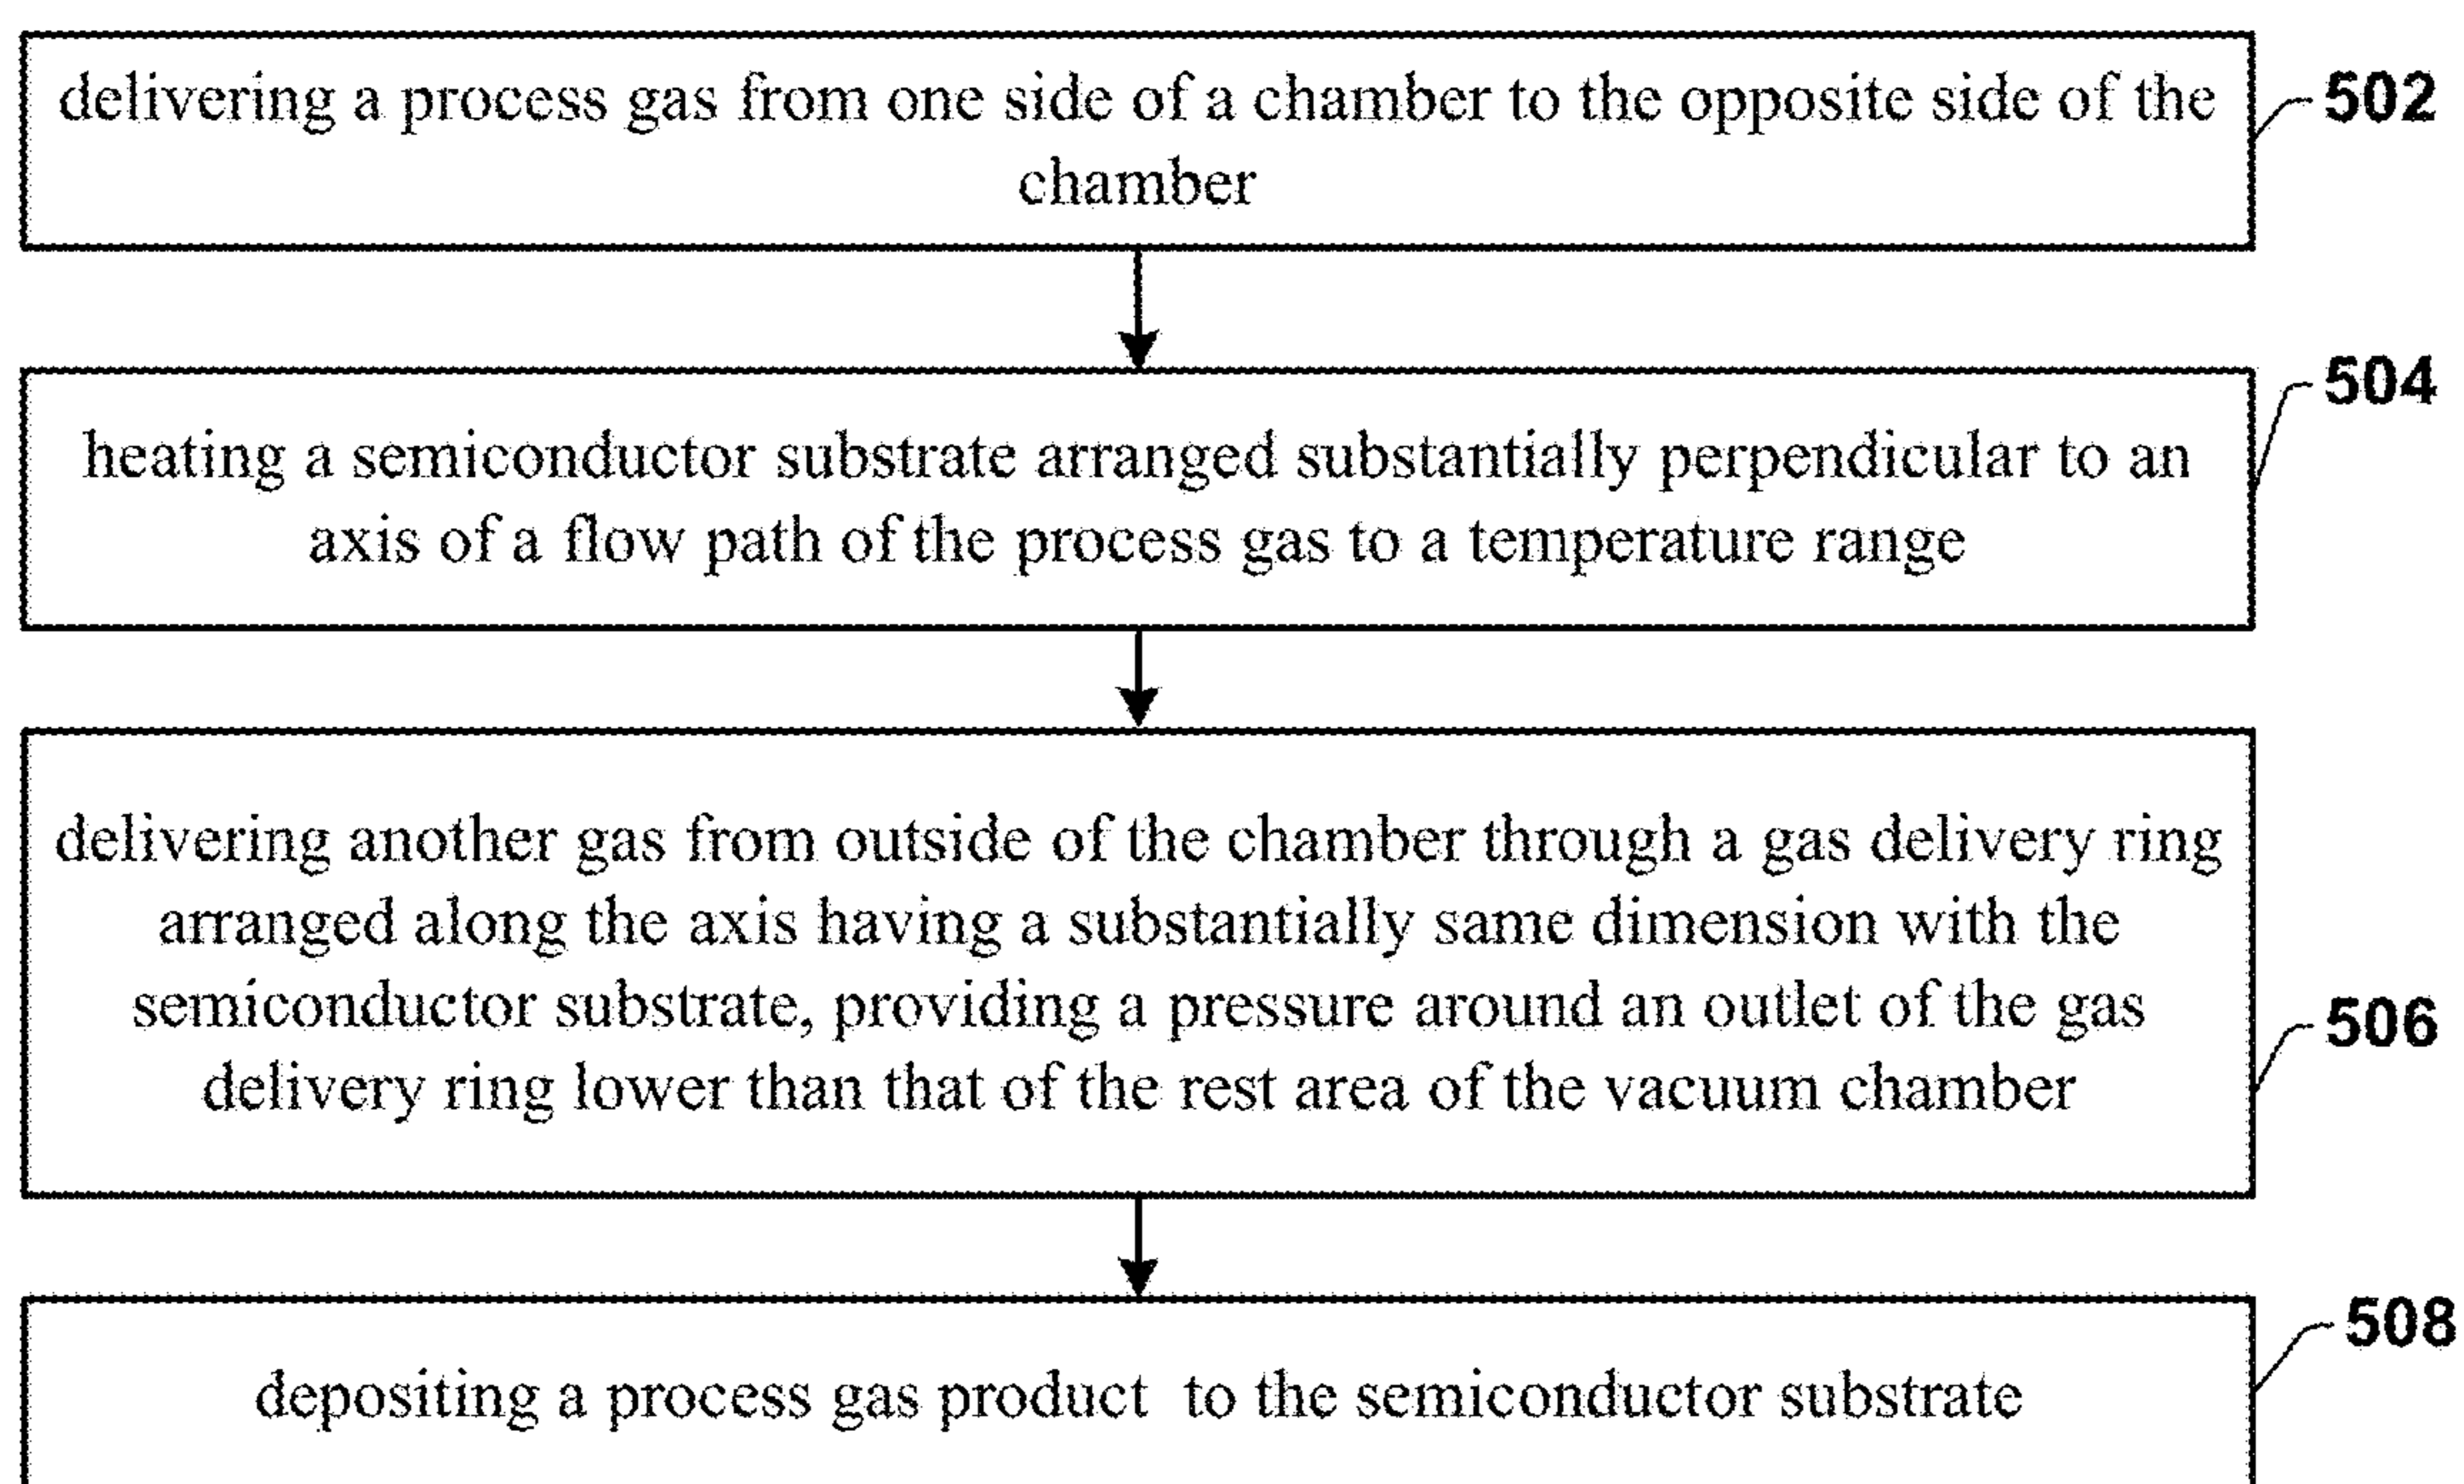 delivering a process gas from one side of a chamber to the opposite side of the
chamber
502
heating a semiconductor substrate arranged substantially perpendicular to an
axis of a flow path of the process gas to a temperature range
504
delivering another gas from outside of the chamber through a gas delivery ring
arranged along the axis having a substantially same dimension with the
semiconductor substrate, providing a pressure around an outlet of the gas
delivery ring lower than that of the rest area of the vacuum chamber
506
depositing a process gas product to the semiconductor substrate
508